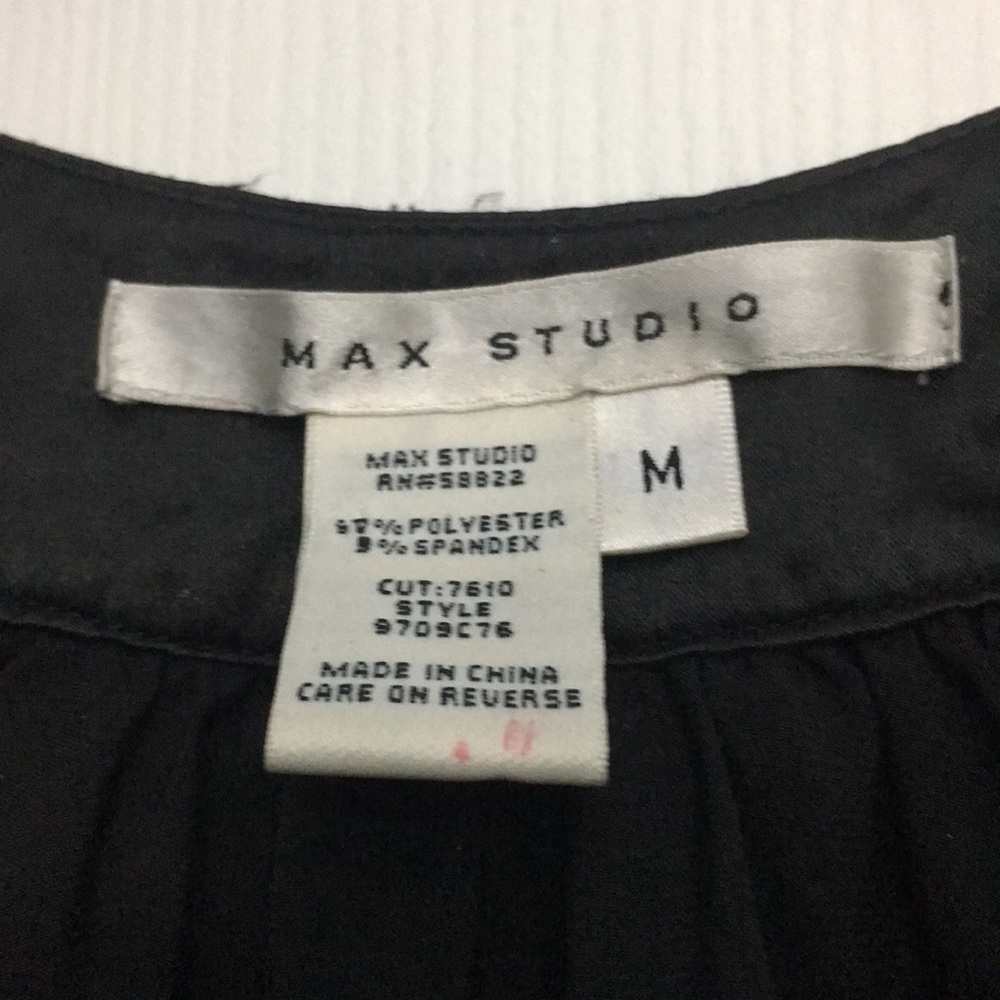 MAX STUDIO
M
MAX STUDIO
RN#58822
97% POLYESTER
3% SPANDEX
CUT:7610
STYLE
9709C76
MADE IN CHINA
CARE ON REVERSE